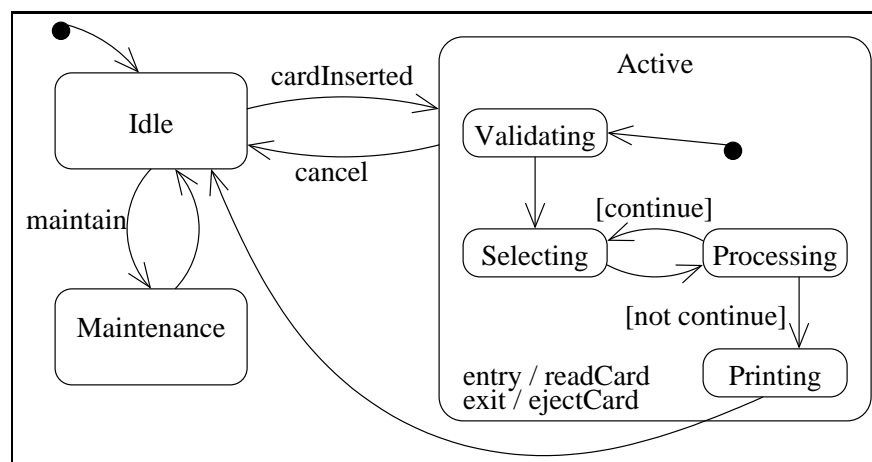 Active
cardInserted
Idle
Validating
cancel
[continue]
maintain
Selecting
Processing
Maintenance
[not continue]
entry / readCard
Printing
exit / ejectCard